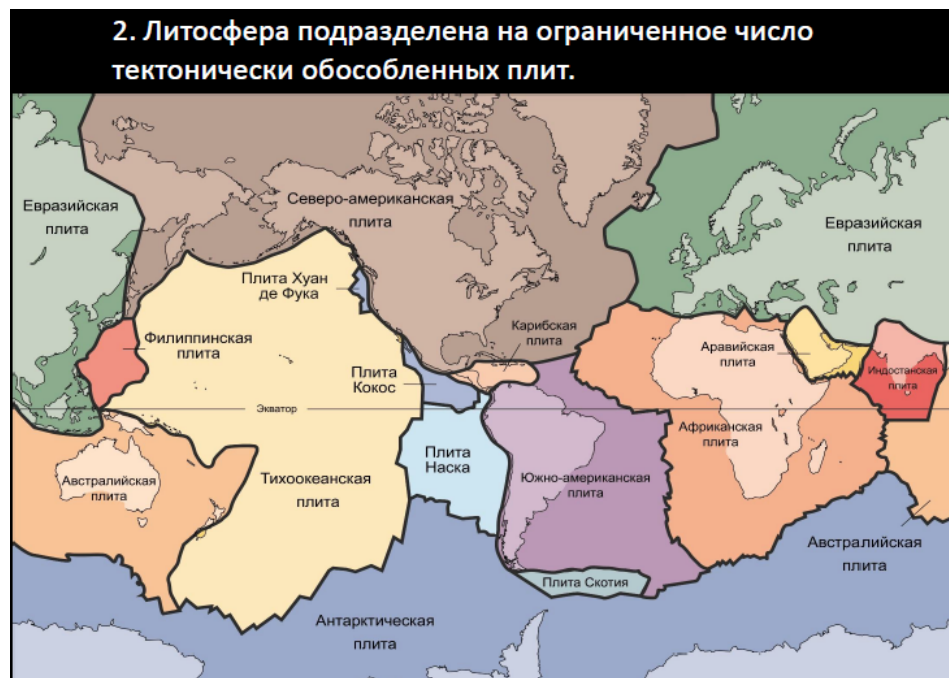 2. Литосфера подразделена на ограниченное число
тектонически обособленных плит.
Евразийская
плита
Северо-американская
плита
Евразийская
плита
Плита Хуан
де Фука
Филиппинская
плита
Карибская
плита
Аравийская
плита
Индостанская
плита
Плита
Кокос
Экватор
Африканская
плита
Австралийская
плита
Тихоокеанская
плита
Плита
Наска
Южно-американская
плита
Австралийская
плита
Плита Скотия
Антарктическая
плита